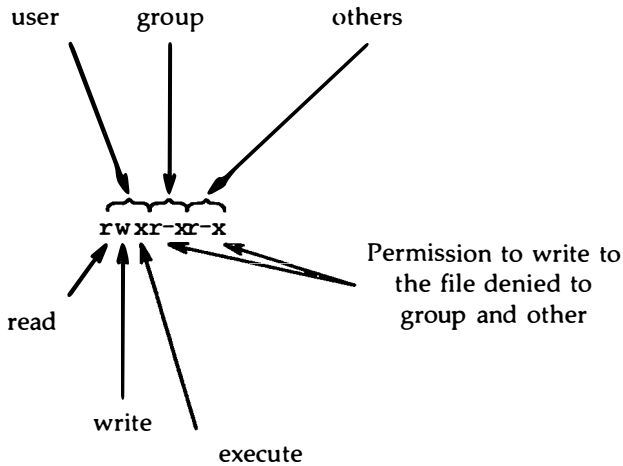 user group others
rwxr-xr-x
Permission to write to
the file denied to
group and other
read
write
execute